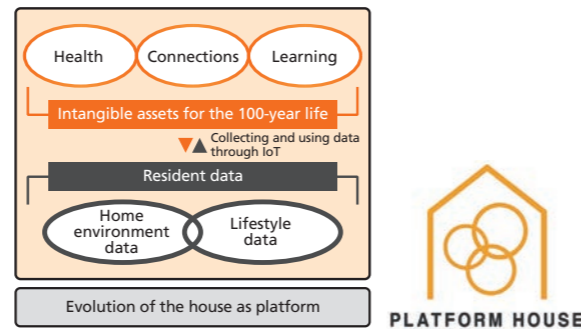 Health
Connections
Learning
Intangible assets for the 100-year life
Collecting and using data
through IoT
Resident data
Home
environment
data
Lifestyle
data
Evolution of the house as platform
PLATFORM HOUSE